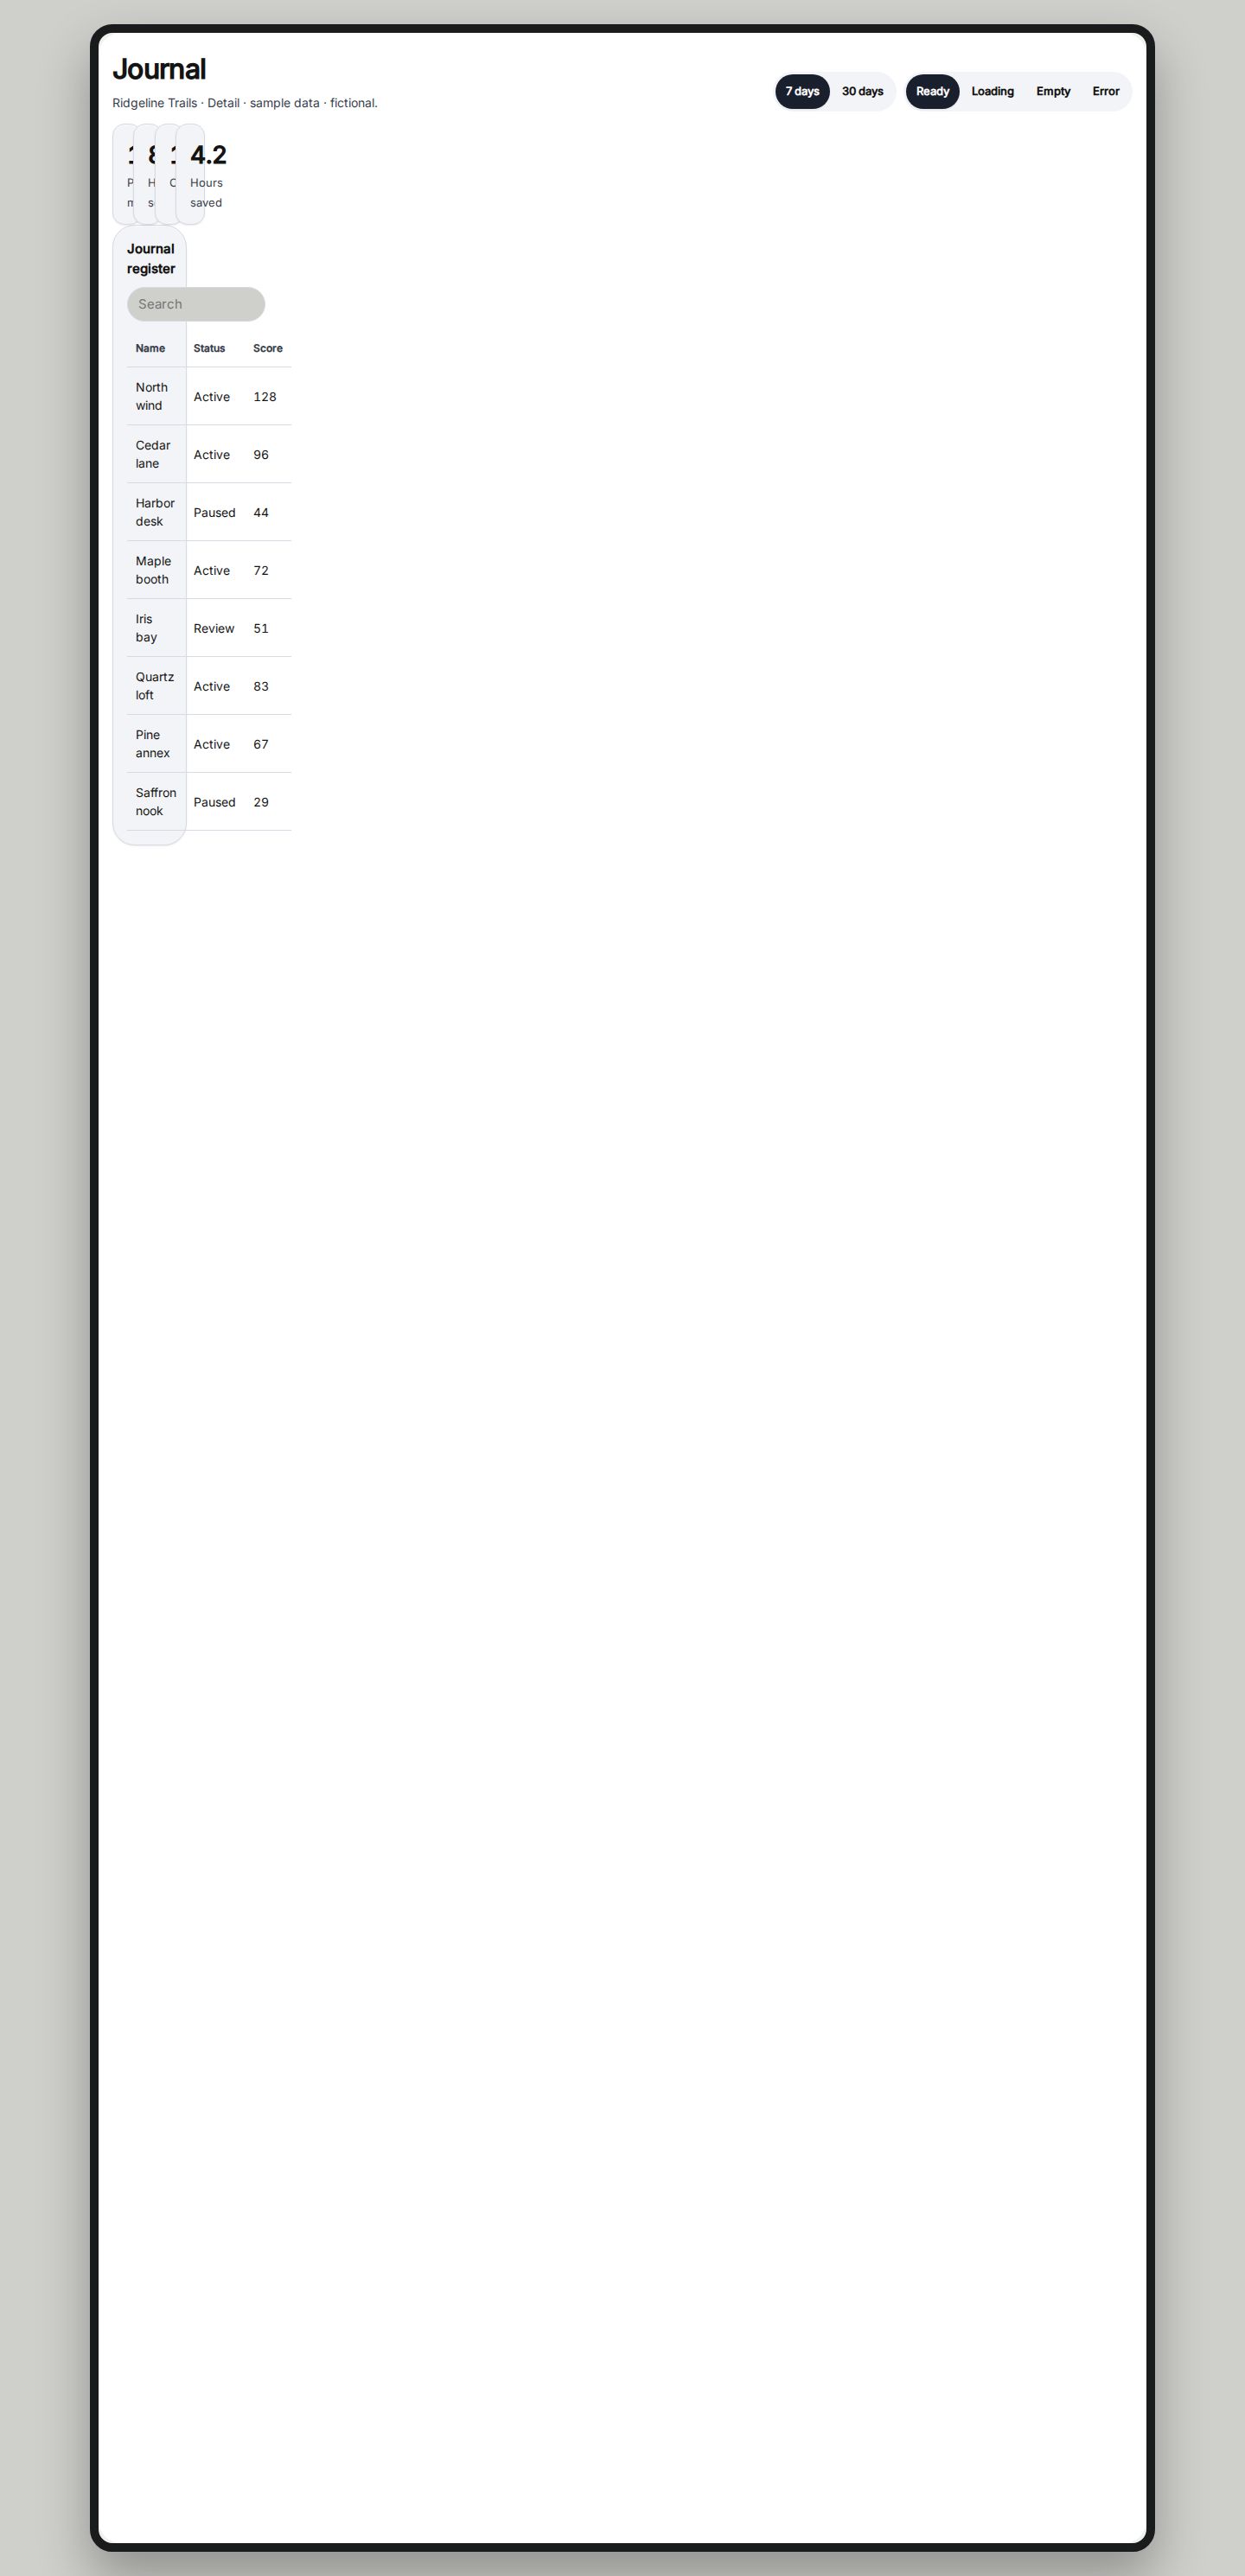 Journal
Ridgeline Trails · Detail · sample data · fictional.
7 days 30 days Ready Loading Empty Error
4.2
Hours
saved
Journal
register
Search
Name Status Score
North
wind
Active 128
Cedar
lane
Active 96
Harbor
desk
Paused 44
Maple
booth
Active 72
Iris
bay
Review 51
Quartz
loft
Active 83
Pine
annex
Active 67
Saffron
nook
Paused 29